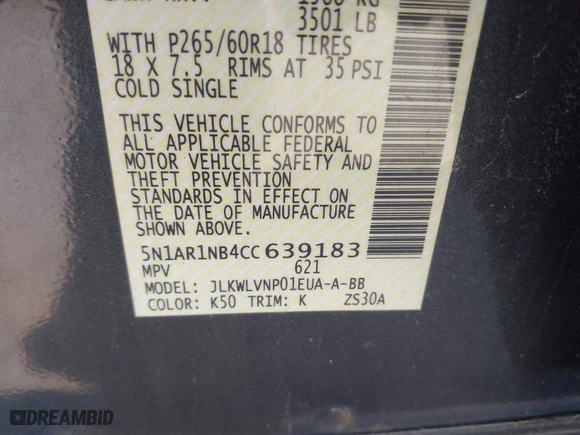 3501 LB
WITH P265/60R18 TIRES
18 X 7.5 RIMS AT 35 PSI
COLD SINGLE
THIS VEHICLE CONFORMS TO
ALL APPLICABLE FEDERAL
MOTOR VEHICLE SAFETY AND
THEFT PREVENTION
STANDARDS IN EFFECT ON
THE DATE OF MANUFACTURE
SHOWN ABOVE.
5N1AR1NB4CC 639183
MPV 621
MODEL: JLKWLVNP01EUA-A-BB
COLOR: K50 TRIM: K ZS30A
DREAMBID